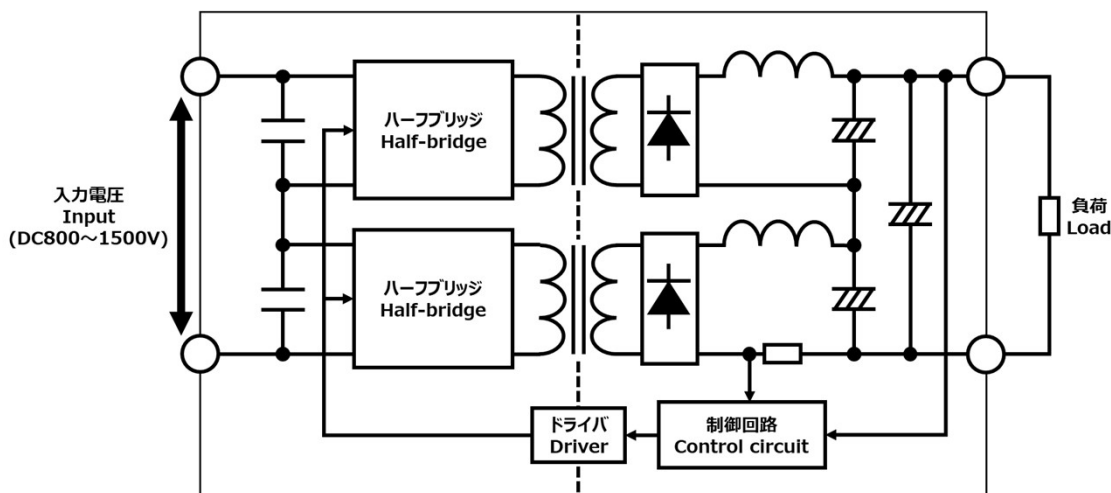 ハーフブリッジ
Half-bridge
入力電圧
Input
(DC800～1500V)
負荷
Load
ハーフブリッジ
Half-bridge
ドライバ
Driver
制御回路
Control circuit